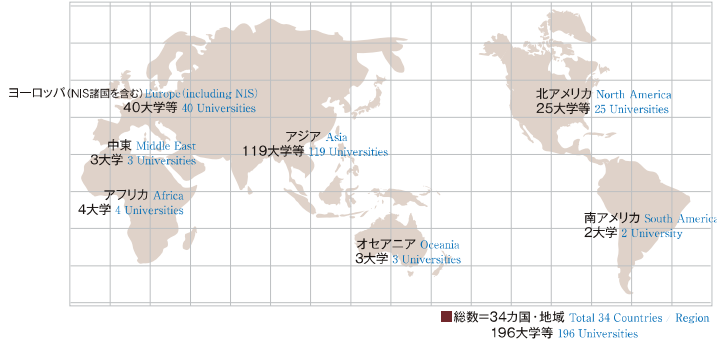 ヨーロッパ(NIS諸国を含む) Europe (including NIS)
40大学等 40 Universities
北アメリカ North America
25大学等 25 Universities
アジア Asia
119大学等 119 Universities
中東 Middle East
3大学 3 Universities
アフリカ Africa
4大学 4 Universities
南アメリカ South America
2大学 2 University
オセアニア Oceania
3大学 3 Universities
■総数=34カ国・地域 Total 34 Countries / Region
196大学等 196 Universities